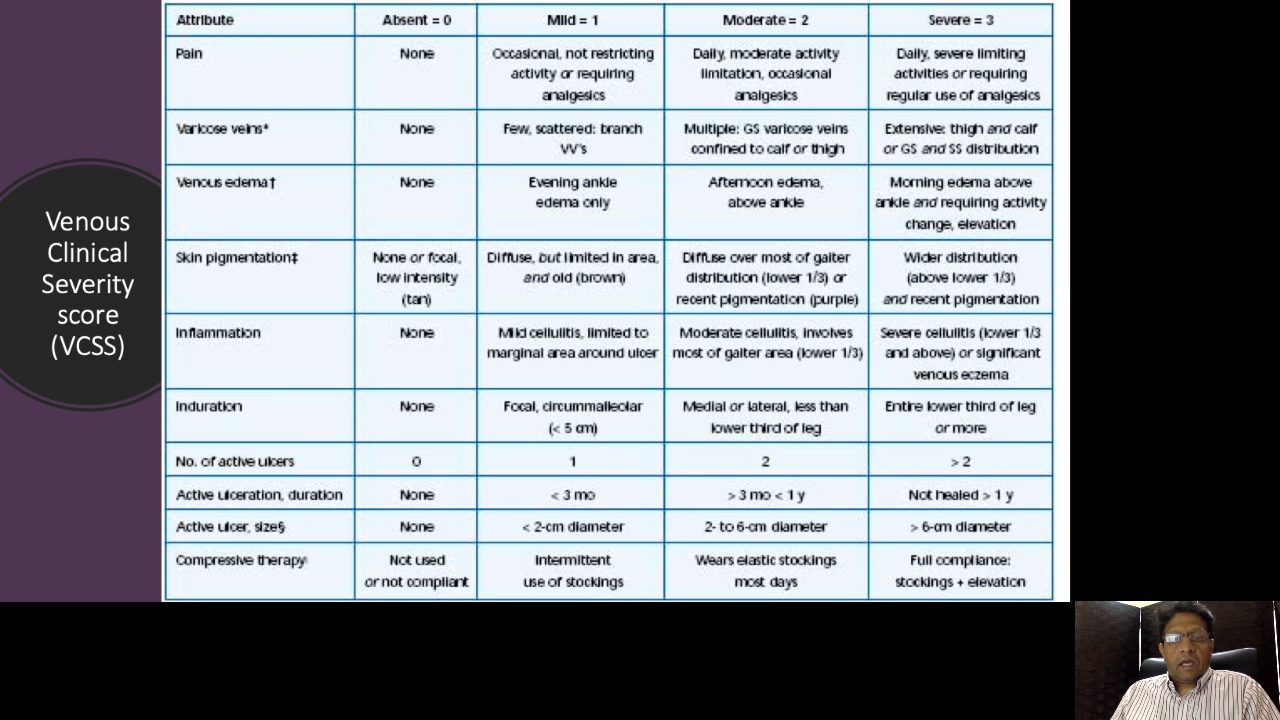 Venous
Clinical
Severity
score
(VCSS)
Attribute Absent = 0 Mild = 1 Moderate = 2 Severe = 3
Pain None Occasional, not restricting Daily, moderate activity Daily, severe limiting
activity or requiring limitation, occasional activities or requiring
analgesics analgesics regular use of analgesics
Varicose veins* None Few, scattered: branch Multiple: GS varicose veins Extensive: thigh and calf
VV's confined to calf or thigh or GS and SS distribution
Venous edema† None Evening ankle Afternoon edema, Morning edema above
edema only above ankle ankle and requiring activity
change, elevation
Skin pigmentation‡ None or focal, Diffuse, but limited in area, Diffuse over most of gaiter Wider distribution
low intensity and old (brown) distribution (lower 1/3) or (above lower 1/3)
(tan) recent pigmentation (purple) and recent pigmentation
Inflammation None Mild cellulitis, limited to Moderate cellulitis, involves Severe cellulitis (lower 1/3
marginal area around ulcer most of gaiter area (lower 1/3) and above) or significant
venous eczema
Induration None Focal, circummalleolar Medial or lateral, less than Entire lower third of leg
(< 5 cm) lower third of leg or more
No. of active ulcers 0 1 2 > 2
Active ulceration, duration None < 3 mo > 3 mo < 1 y Not healed > 1 y
Active ulcer, size§ None < 2-cm diameter 2- to 6-cm diameter > 6-cm diameter
Compressive therapy Not used Intermittent Wears elastic stockings Full compliance:
or not compliant use of stockings most days stockings + elevation